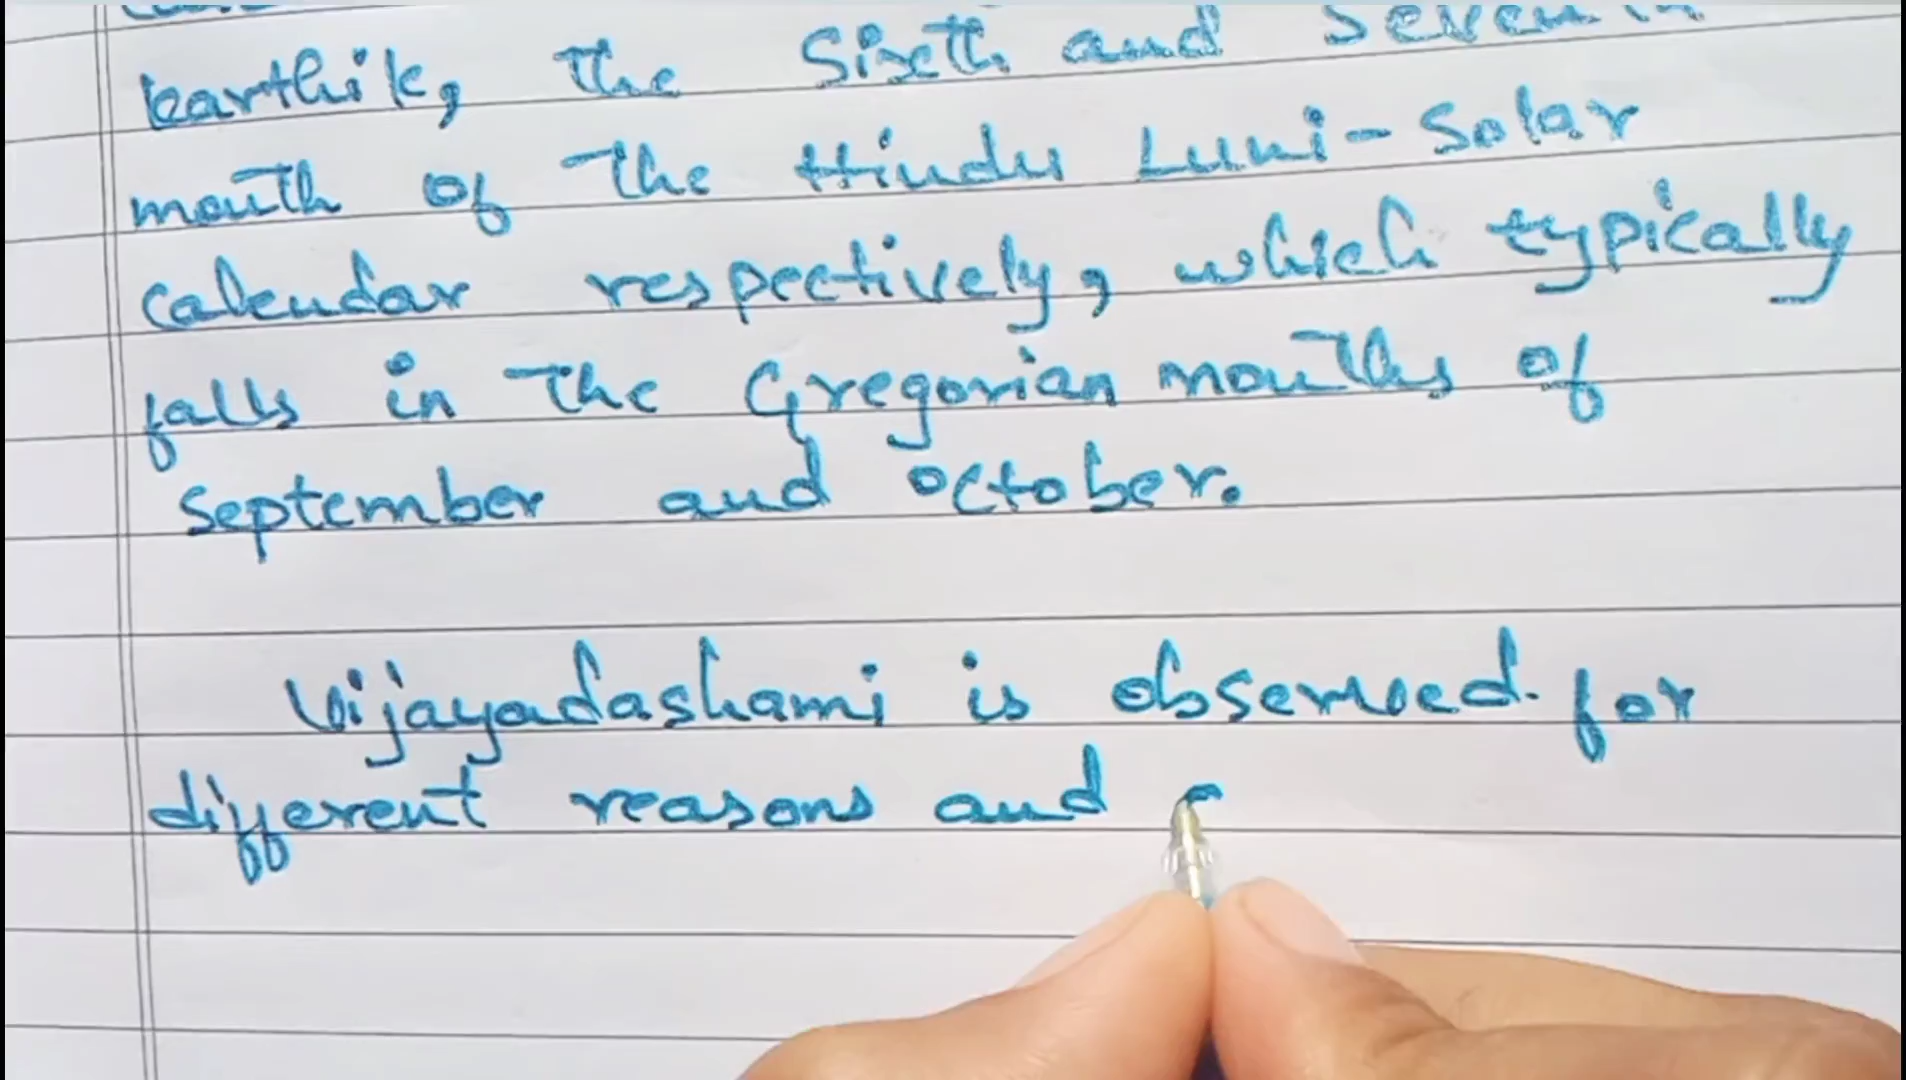 karthik, the Sixth and Seventh
month of the Hindu Luni-Solar
calendar respectively, which typically
falls in the Gregorian months of
September and october.
Vijayadashami is observed for
different reasons and